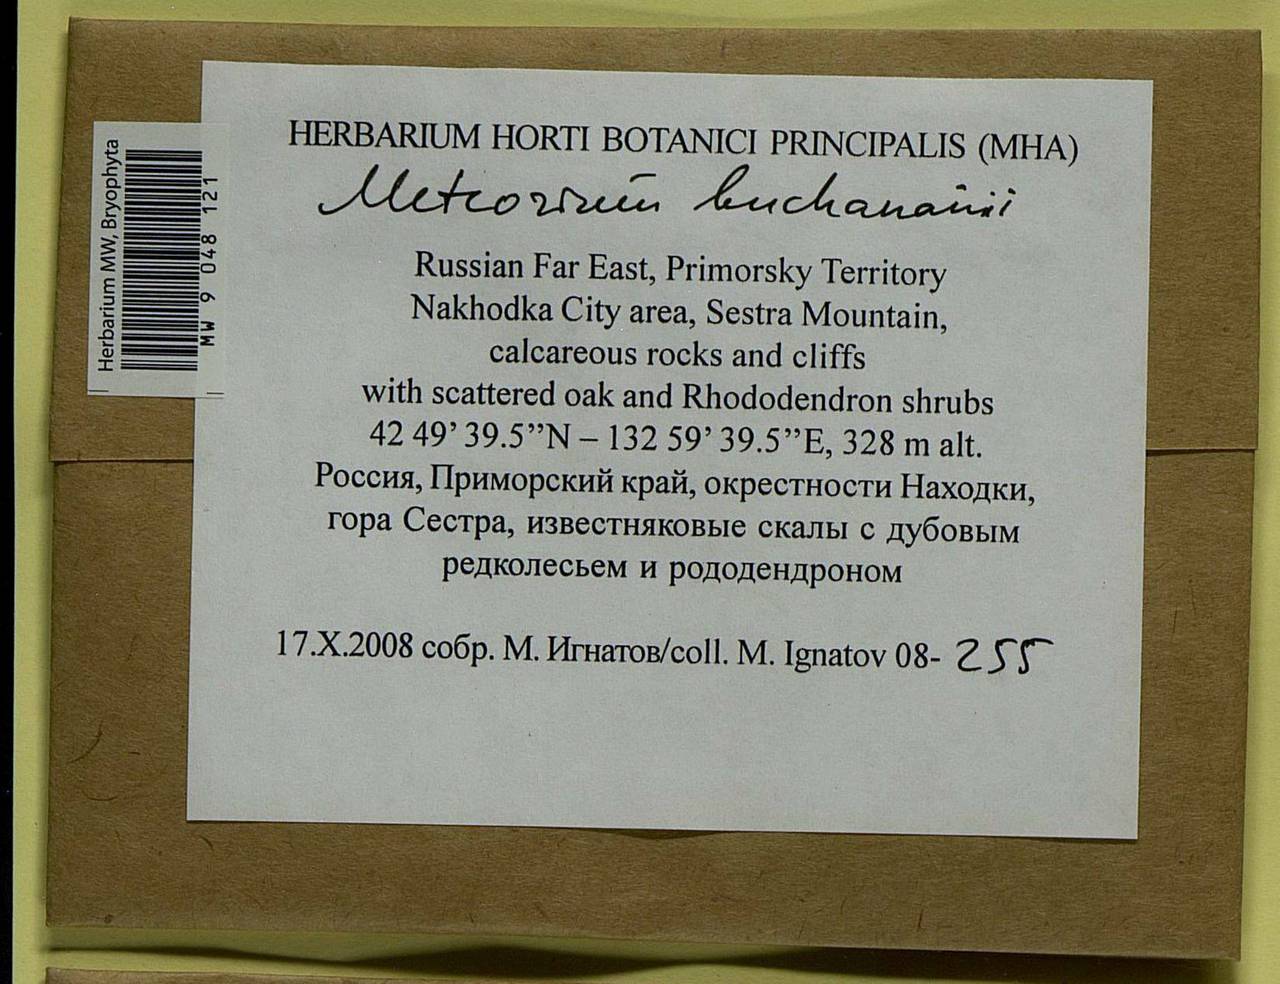 Herbarium MW, Bryophyta
MW 9 048 121
HERBARIUM HORTI BOTANICI PRINCIPALIS (MHA)
Meteorium buchananii
Russian Far East, Primorsky Territory
Nakhodka City area, Sestra Mountain,
calcareous rocks and cliffs
with scattered oak and Rhododendron shrubs
42 49’ 39.5”N – 132 59’ 39.5”E, 328 m alt.
Россия, Приморский край, окрестности Находки,
гора Сестра, известняковые скалы с дубовым
редколесьем и рододендроном
17.X.2008 собр. М. Игнатов/coll. M. Ignatov 08- 255